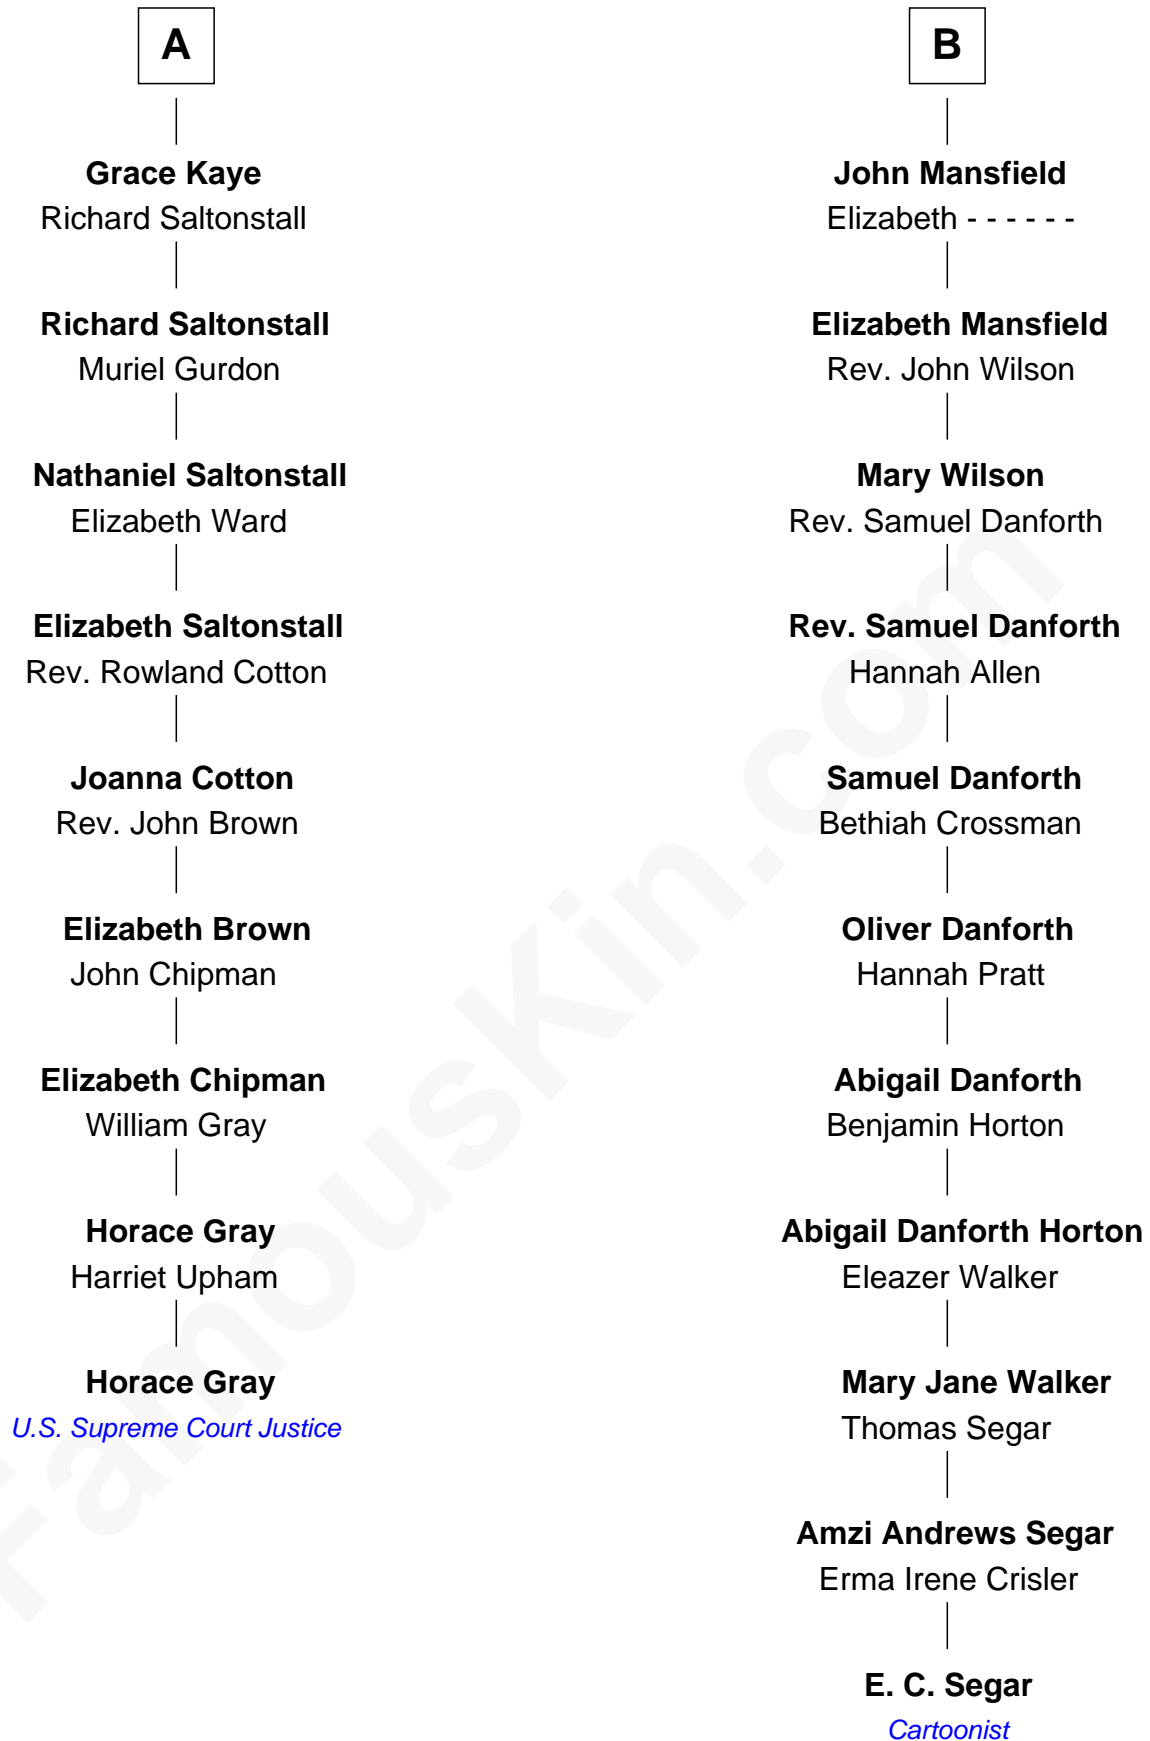 A
Grace Kaye
Richard Saltonstall
Richard Saltonstall
Muriel Gurdon
Nathaniel Saltonstall
Elizabeth Ward
Elizabeth Saltonstall
Rev. Rowland Cotton
Joanna Cotton
Rev. John Brown
Elizabeth Brown
John Chipman
Elizabeth Chipman
William Gray
Horace Gray
Harriet Upham
Horace Gray
U.S. Supreme Court Justice
B
John Mansfield
Elizabeth - - - - - -
Elizabeth Mansfield
Rev. John Wilson
Mary Wilson
Rev. Samuel Danforth
Rev. Samuel Danforth
Hannah Allen
Samuel Danforth
Bethiah Crossman
Oliver Danforth
Hannah Pratt
Abigail Danforth
Benjamin Horton
Abigail Danforth Horton
Eleazer Walker
Mary Jane Walker
Thomas Segar
Amzi Andrews Segar
Erma Irene Crisler
E. C. Segar
Cartoonist
FamousKin.com